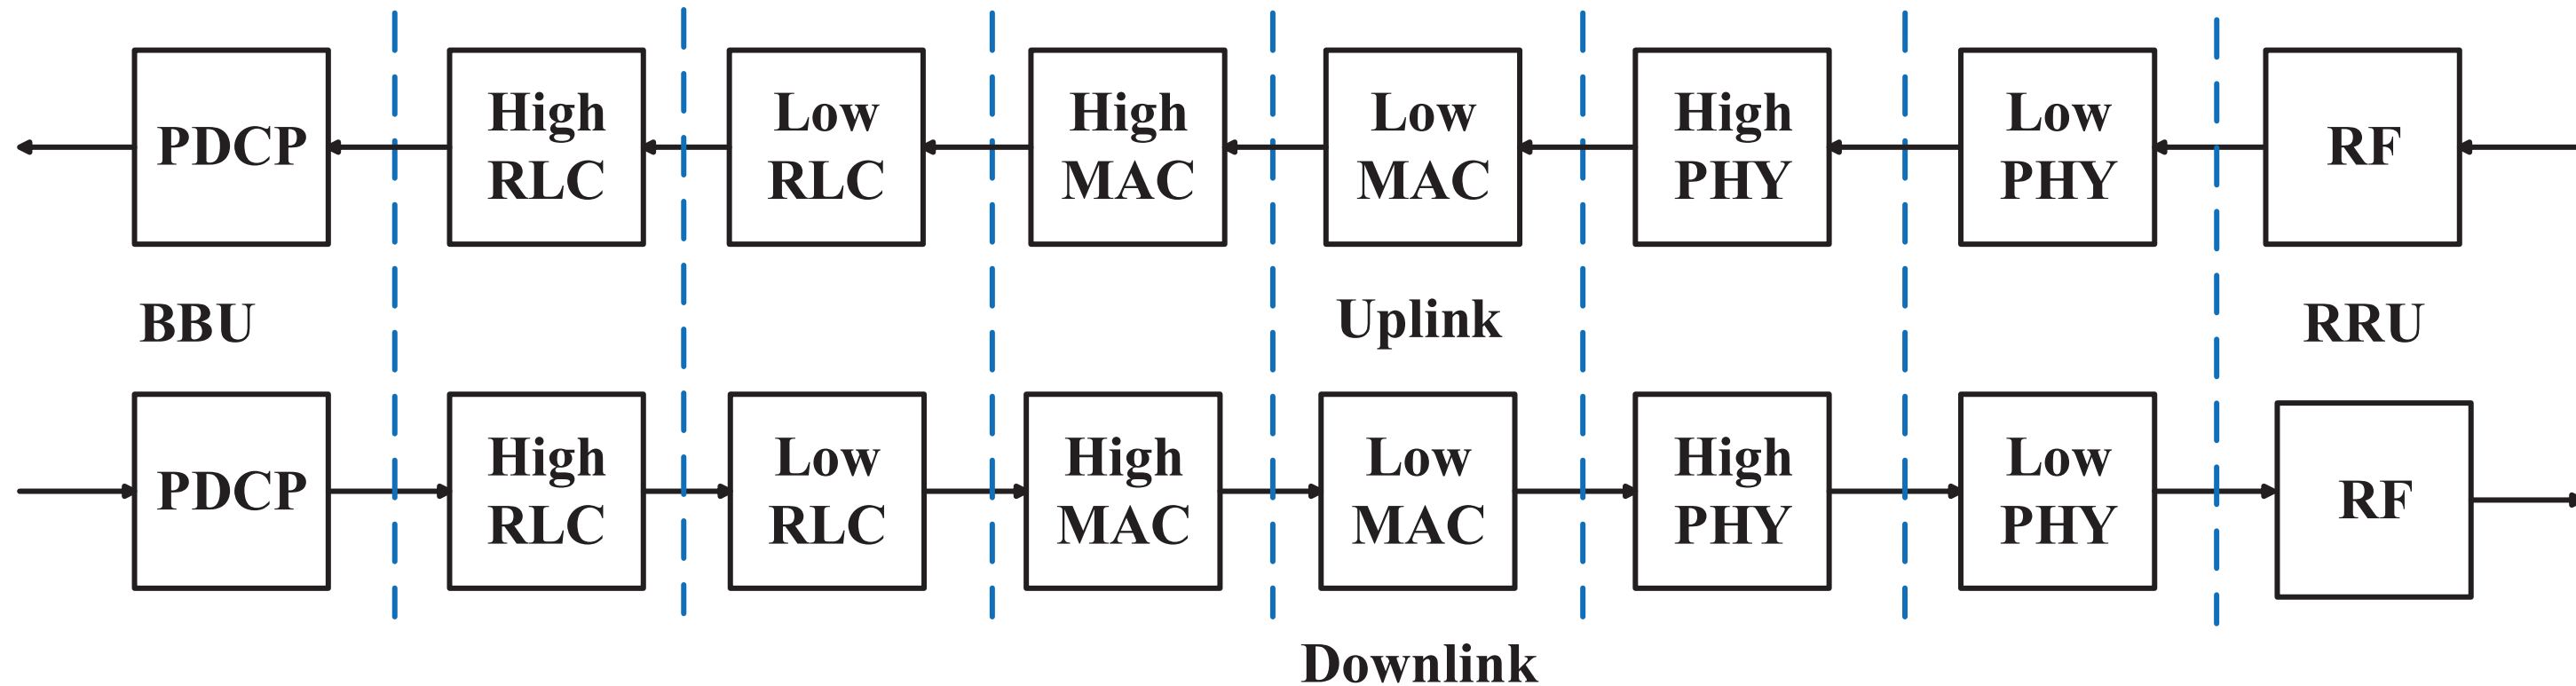 PDCP
High
RLC
Low
RLC
High
MAC
Low
MAC
High
PHY
Low
PHY
RF
BBU
Uplink
RRU
PDCP
High
RLC
Low
RLC
High
MAC
Low
MAC
High
PHY
Low
PHY
RF
Downlink